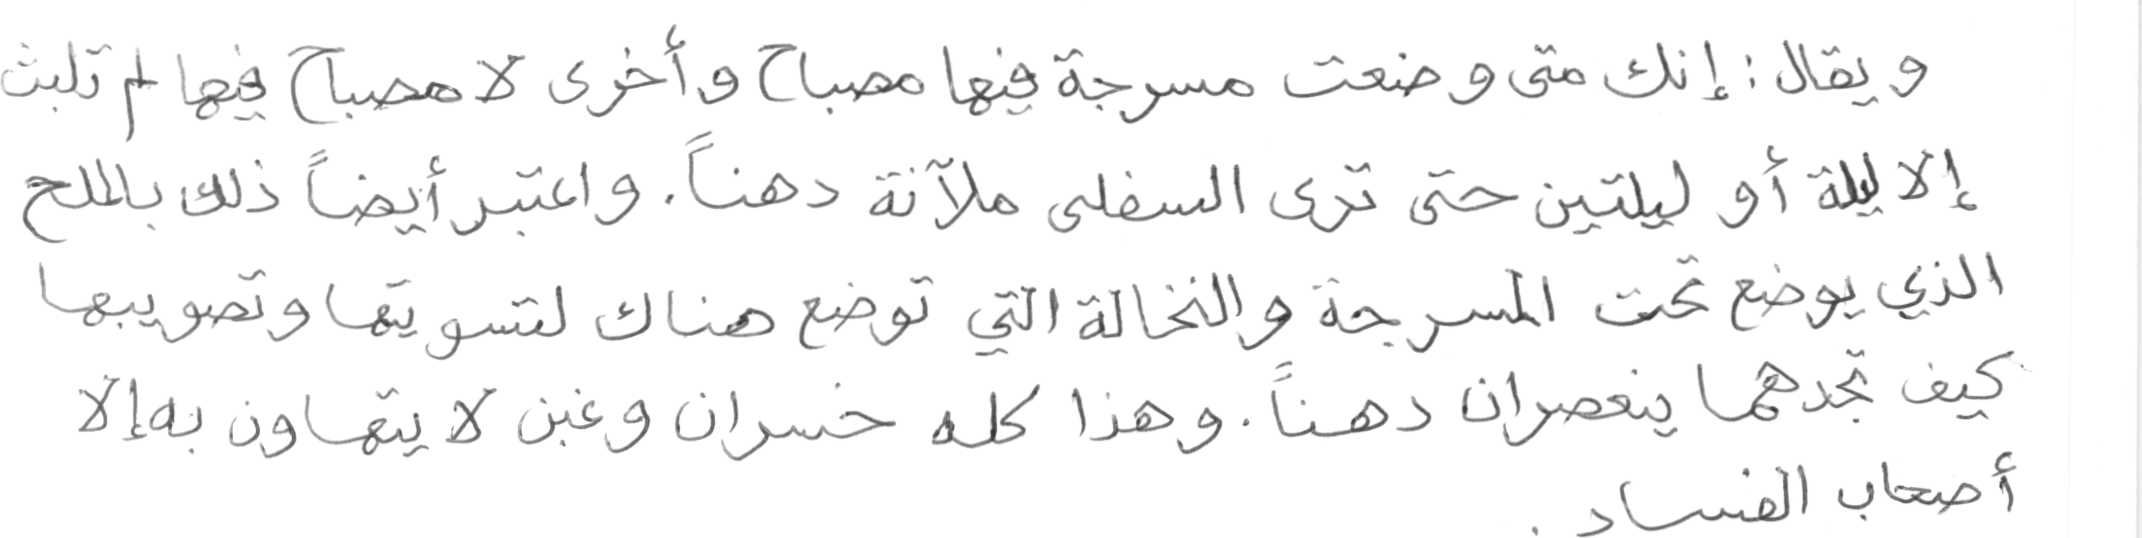 ويقال: إنك متى وضعت مسرجة فيها مصباح وأخرى لا مصباح فيها لم تلبث
إلا ليلة أو ليلتين حتى ترى السفلى ملآنة دهناً. واعتبر أيضاً ذلك بالملح
الذي يوضع تحت المسرجة والنخالة التي توضع هناك لتسويتها وتصويبها
كيف تجدهما ينعصران دهناً. وهذا كله خسران وغبن لا يتهاون به إلا
أصحاب الفساد.